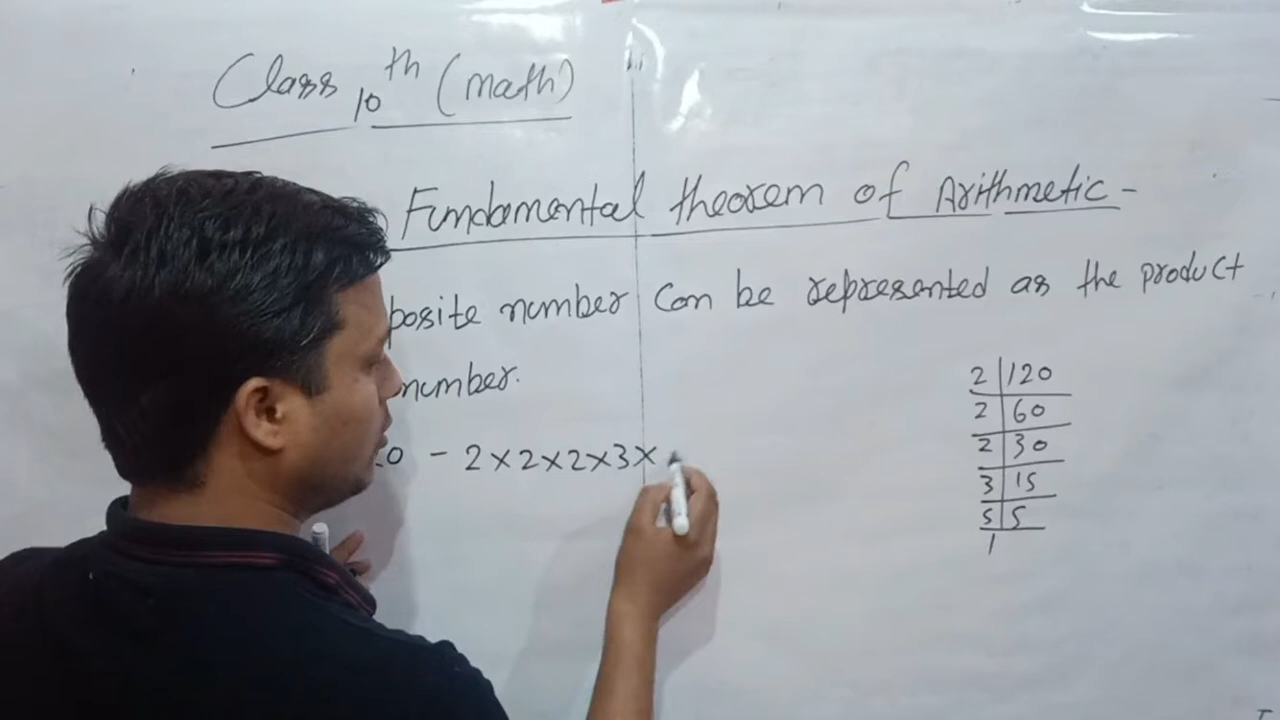 Class 10th (math)
Fundamental theorem of Arithmetic -
posite number can be represented as the product
number.
0 - 2×2×2×3×
2 | 120
2 | 60
2 | 30
3 | 15
5 | 5
1